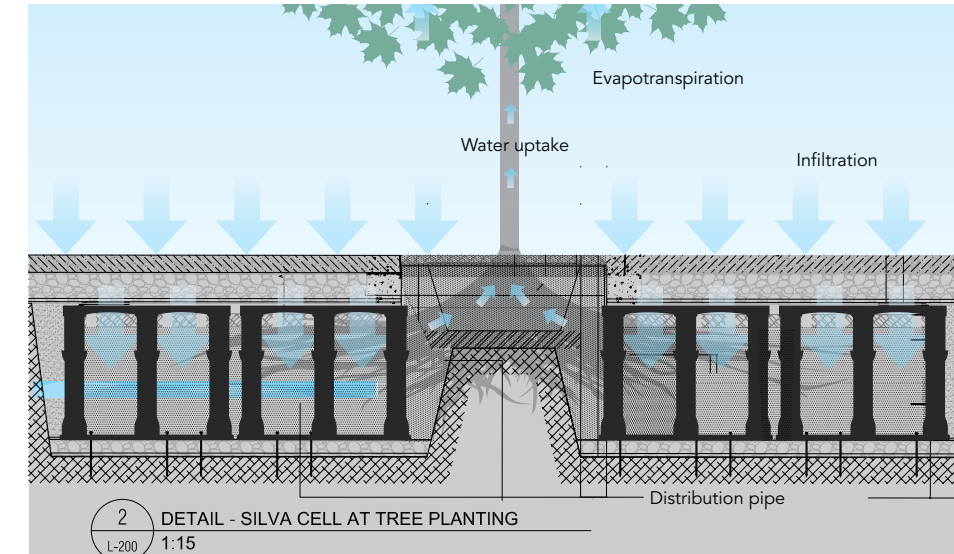 Evapotranspiration
Water uptake
Infiltration
Distribution pipe
2
DETAIL - SILVA CELL AT TREE PLANTING
L-200
1:15